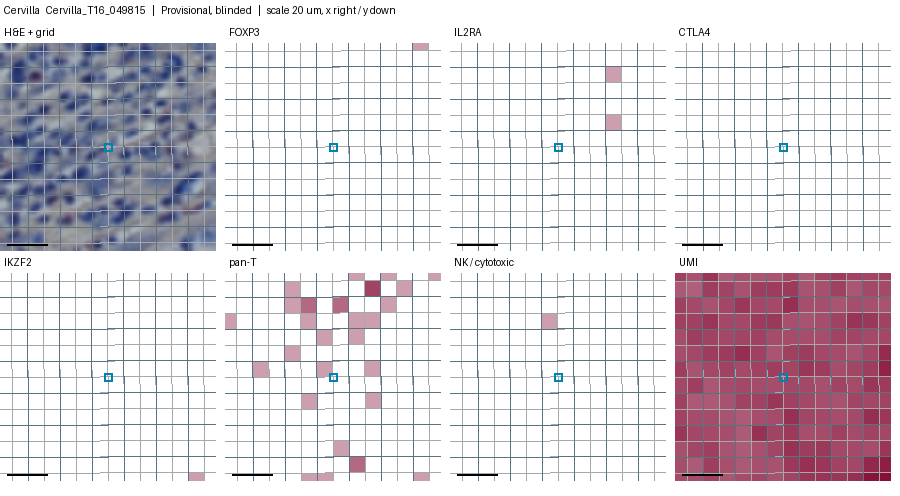 Cervilla Cervilla_T16_049815 | Provisional, blinded | scale 20 um, x right / y down
H&E + grid FOXP3 IL2RA CTLA4
IKZF2 pan-T NK / cytotoxic UMI